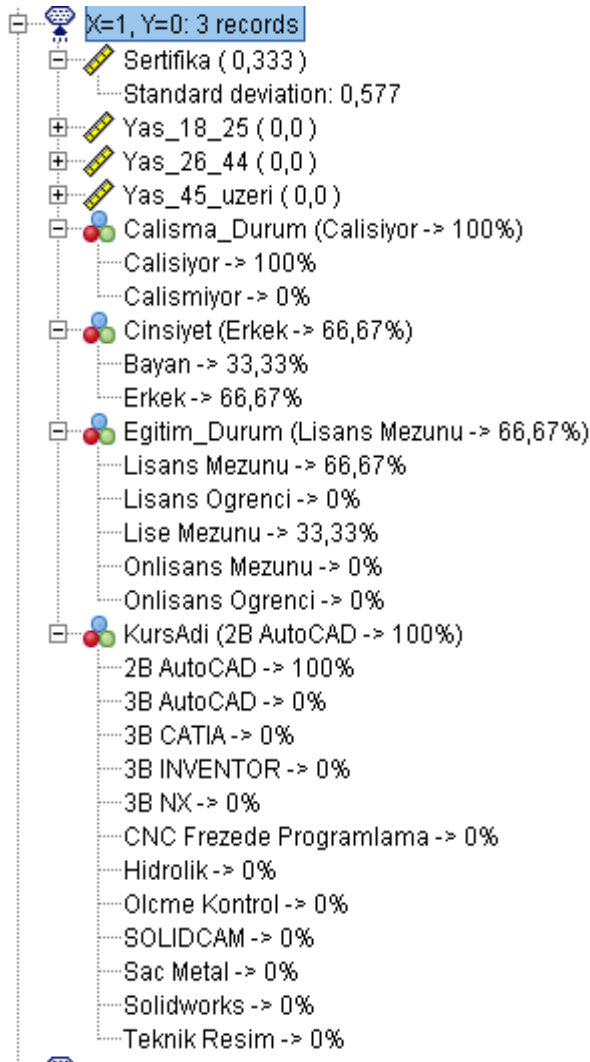 X=1, Y=0: 3 records
Sertifika ( 0,333 )
Standard deviation: 0,577
Yas_18_25 ( 0,0 )
Yas_26_44 ( 0,0 )
Yas_45_uzeri ( 0,0 )
Calisma_Durum (Calisiyor -> 100%)
Calisiyor -> 100%
Calismiyor -> 0%
Cinsiyet (Erkek -> 66,67%)
Bayan -> 33,33%
Erkek -> 66,67%
Egitim_Durum (Lisans Mezunu -> 66,67%)
Lisans Mezunu -> 66,67%
Lisans Ogrenci -> 0%
Lise Mezunu -> 33,33%
Onlisans Mezunu -> 0%
Onlisans Ogrenci -> 0%
KursAdi (2B AutoCAD -> 100%)
2B AutoCAD -> 100%
3B AutoCAD -> 0%
3B CATIA -> 0%
3B INVENTOR -> 0%
3B NX -> 0%
CNC Frezede Programlama -> 0%
Hidrolik -> 0%
Olcme Kontrol -> 0%
SOLIDCAM -> 0%
Sac Metal -> 0%
Solidworks -> 0%
Teknik Resim -> 0%